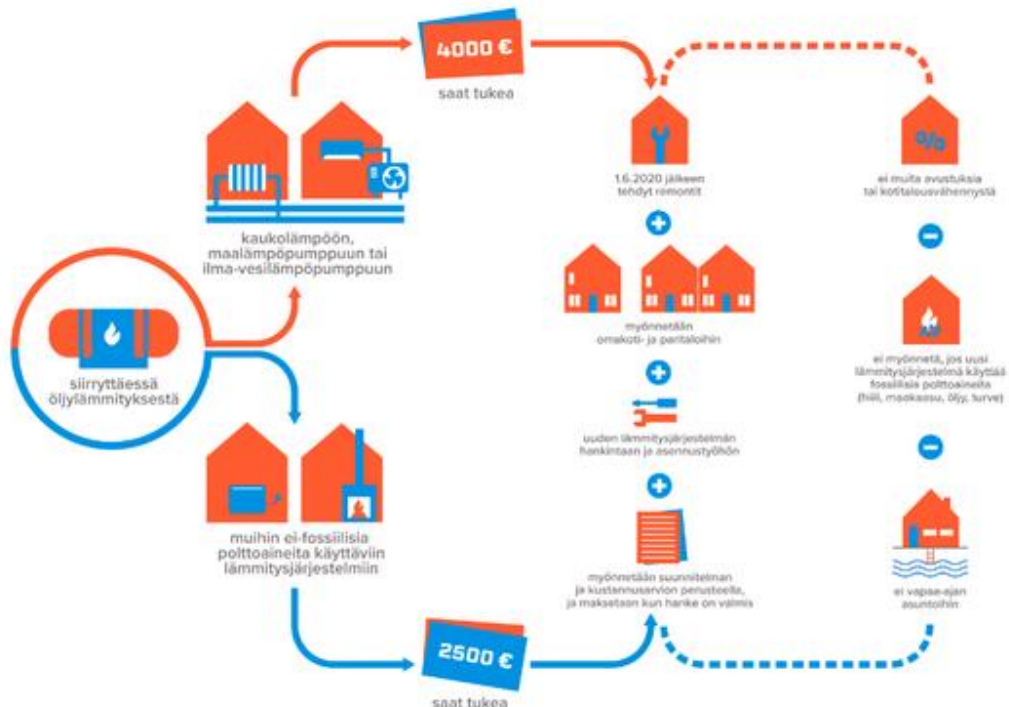 4000 €
saat tukea
kaukolämpöön,
maalämpöpumppuun tai
ilma-vesilämpöpumppuun
siirryttäessä
öljylämmityksestä
muihin ei-fossiilisia
polttoaineita käyttäviin
lämmitysjärjestelmiin
2500 €
saat tukea
1.6.2020 jälkeen
tehdyt remontit
myönnetään
omakoti- ja paritaloihin
uuden lämmitysjärjestelmän
hankintaan ja asennustyöhön
myönnetään suunnitelman
ja kustannusarvion perusteella,
ja maksetaan kun hanke on valmis
%
ei muita avustuksia
tai kotitalousvähennystä
ei myönnetä, jos uusi
lämmitysjärjestelmä käyttää
fossiilisia polttoaineita
(hiili, maakaasu, öljy, turve)
ei vapaa-ajan
asuntoihin